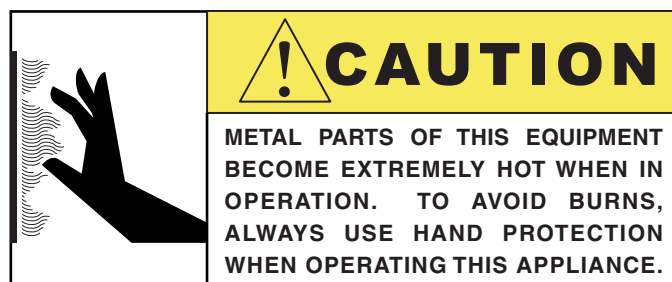 CAUTION
METAL PARTS OF THIS EQUIPMENT
BECOME EXTREMELY HOT WHEN IN
OPERATION. TO AVOID BURNS,
ALWAYS USE HAND PROTECTION
WHEN OPERATING THIS APPLIANCE.